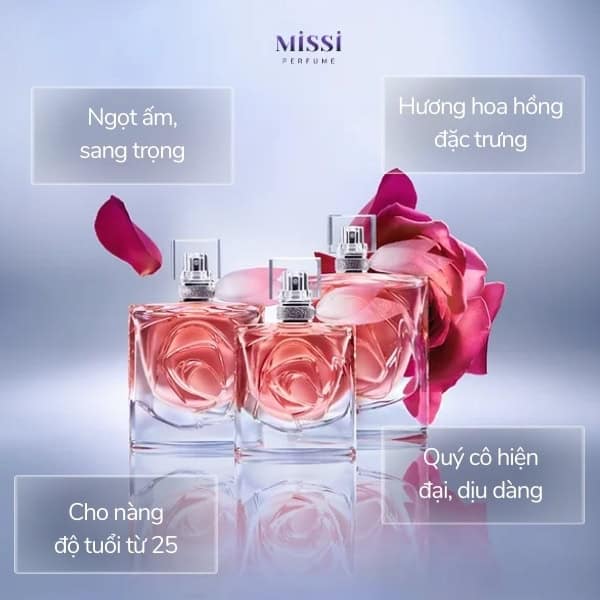 MISSI
PERFUME
Ngọt ấm,
sang trọng
Hương hoa hồng
đặc trưng
Quý cô hiện
đại, dịu dàng
Cho nàng
độ tuổi từ 25